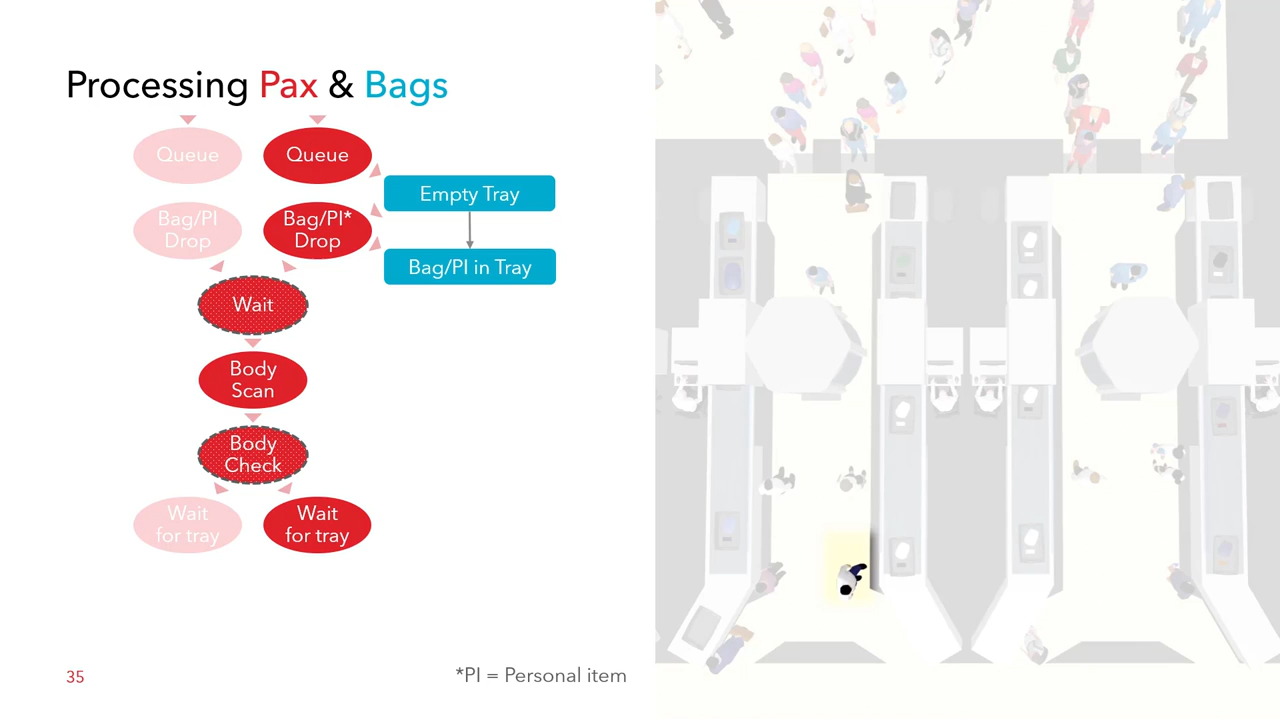 Processing Pax & Bags
Queue
Queue
Empty Tray
Bag/PI
Drop
Bag/PI*
Drop
Bag/PI in Tray
Wait
Body
Scan
Body
Check
Wait
for tray
Wait
for tray
35
*PI = Personal item